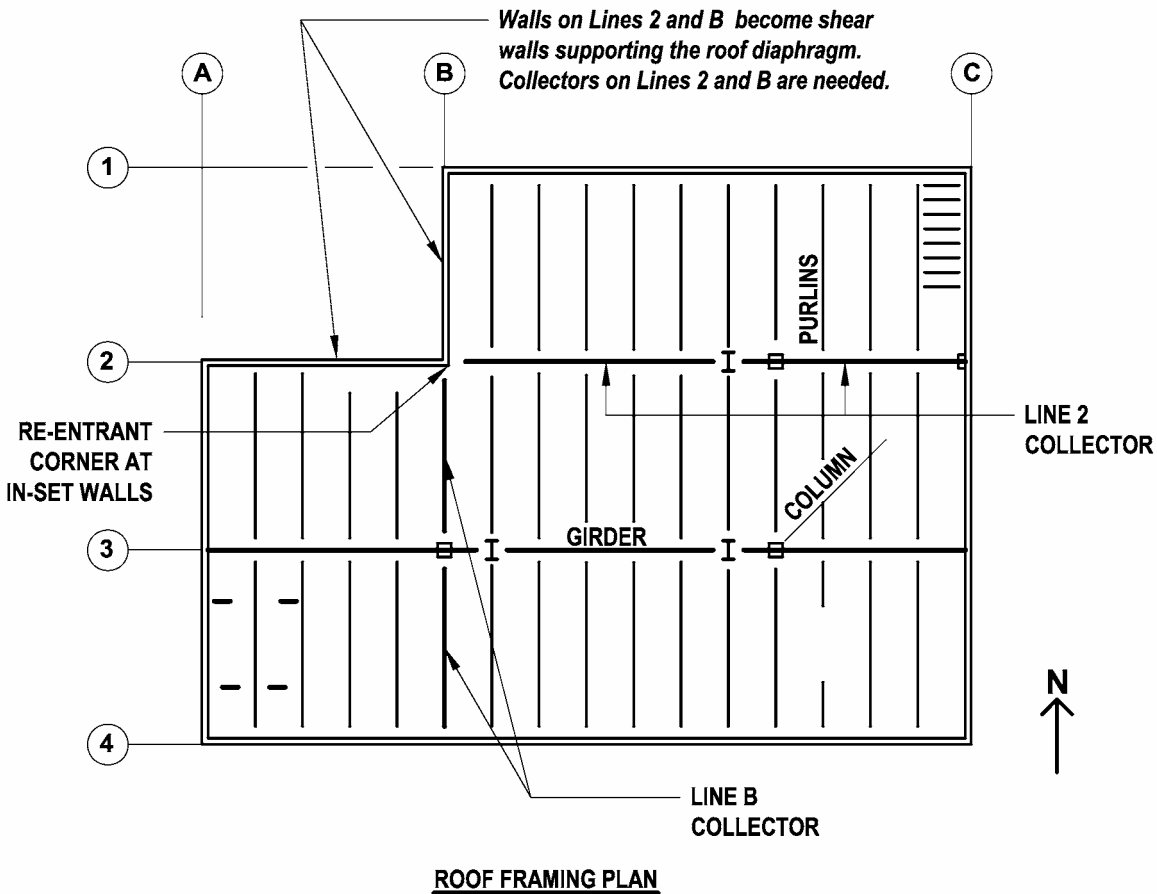 Walls on Lines 2 and B become shear
walls supporting the roof diaphragm.
Collectors on Lines 2 and B are needed.
A
B
C
1
2
3
4
PURLINS
RE-ENTRANT
CORNER AT
IN-SET WALLS
LINE 2
COLLECTOR
COLUMN
GIRDER
N
LINE B
COLLECTOR
ROOF FRAMING PLAN